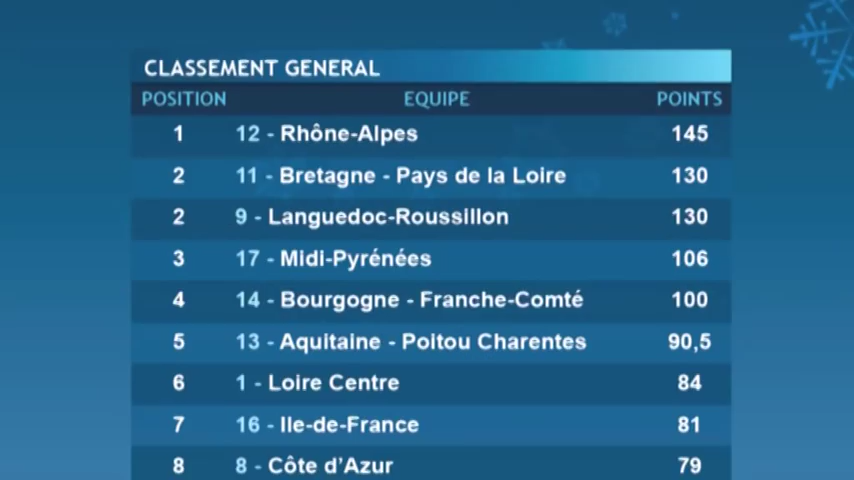 CLASSEMENT GENERAL
POSITION EQUIPE POINTS
1 12 - Rhône-Alpes 145
2 11 - Bretagne - Pays de la Loire 130
2 9 - Languedoc-Roussillon 130
3 17 - Midi-Pyrénées 106
4 14 - Bourgogne - Franche-Comté 100
5 13 - Aquitaine - Poitou Charentes 90,5
6 1 - Loire Centre 84
7 16 - Ile-de-France 81
8 8 - Côte d'Azur 79